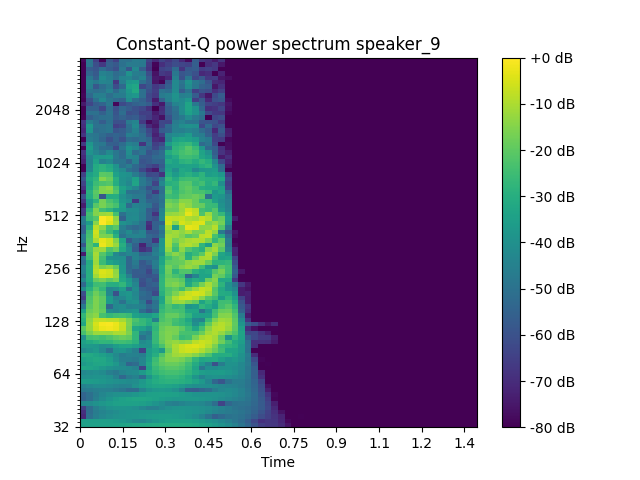 Constant-Q power spectrum speaker_9
+0 dB
-10 dB
-20 dB
-30 dB
-40 dB
-50 dB
-60 dB
-70 dB
-80 dB
2048
1024
512
256
128
64
32
Hz
0 0.15 0.3 0.45 0.6 0.75 0.9 1.1 1.2 1.4
Time